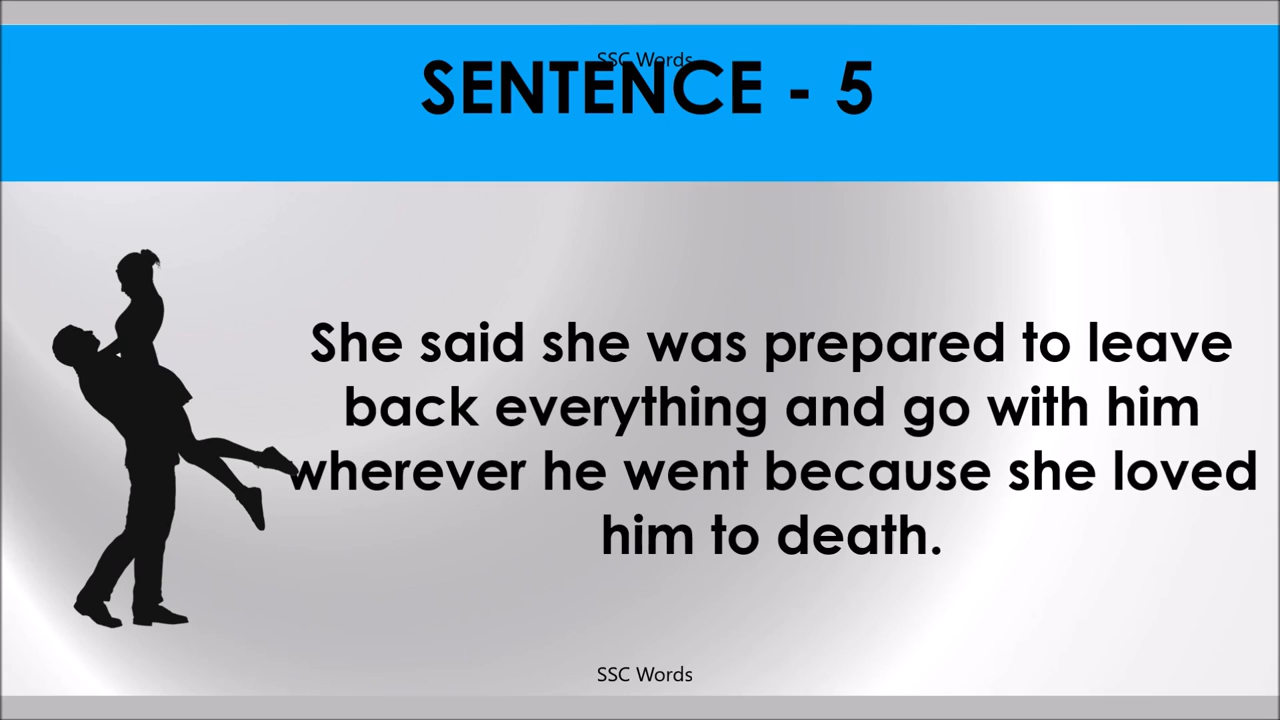 SSC Words
SENTENCE - 5
She said she was prepared to leave
back everything and go with him
wherever he went because she loved
him to death.
SSC Words